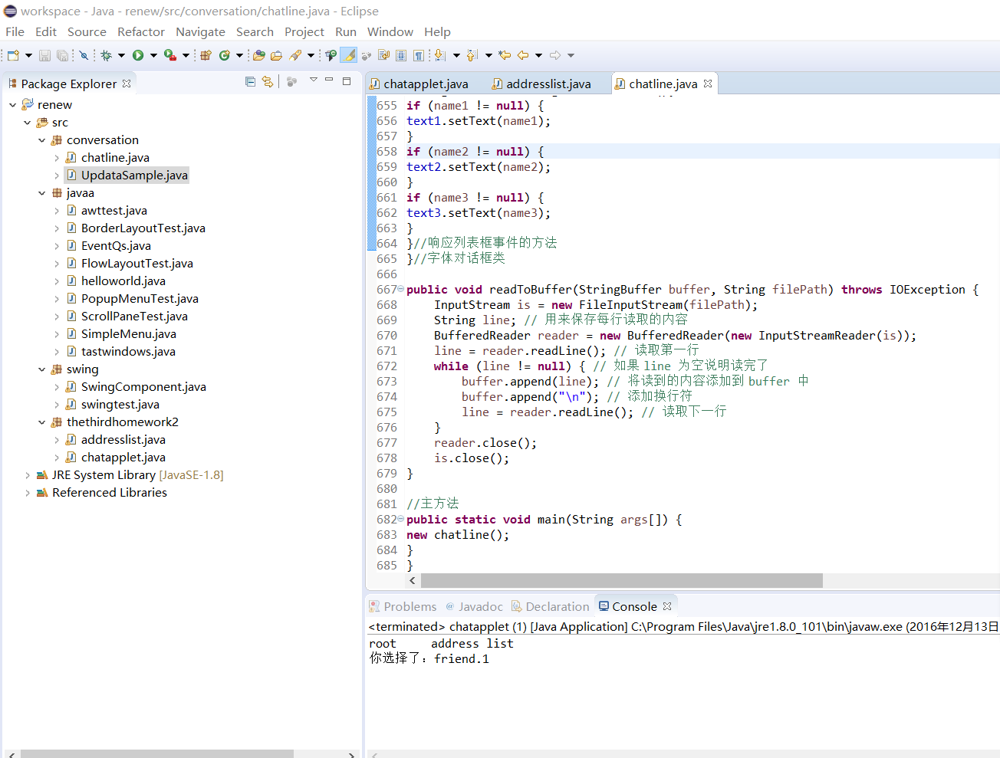 workspace - Java - renew/src/conversation/chatline.java - Eclipse
File Edit Source Refactor Navigate Search Project Run Window Help
Package Explorer
renew
src
conversation
chatline.java
UpdataSample.java
javaa
awttest.java
BorderLayoutTest.java
EventQs.java
FlowLayoutTest.java
helloworld.java
PopupMenuTest.java
ScrollPaneTest.java
SimpleMenu.java
tastwindows.java
swing
SwingComponent.java
swingtest.java
thethirdhomework2
addresslist.java
chatapplet.java
JRE System Library [JavaSE-1.8]
Referenced Libraries
chatapplet.java addresslist.java chatline.java
655 if (name1 != null) {
656 text1.setText(name1);
657 }
658 if (name2 != null) {
659 text2.setText(name2);
660 }
661 if (name3 != null) {
662 text3.setText(name3);
663 }
664 }//响应列表框事件的方法
665 }//字体对话框类
666
667 public void readToBuffer(StringBuffer buffer, String filePath) throws IOException {
668 InputStream is = new FileInputStream(filePath);
669 String line; // 用来保存每行读取的内容
670 BufferedReader reader = new BufferedReader(new InputStreamReader(is));
671 line = reader.readLine(); // 读取第一行
672 while (line != null) { // 如果 line 为空说明读完了
673 buffer.append(line); // 将读到的内容添加到 buffer 中
674 buffer.append("\n"); // 添加换行符
675 line = reader.readLine(); // 读取下一行
676 }
677 reader.close();
678 is.close();
679 }
680
681 //主方法
682 public static void main(String args[]) {
683 new chatline();
684 }
685 }
Problems @ Javadoc Declaration Console
<terminated> chatapplet (1) [Java Application] C:\Program Files\Java\jre1.8.0_101\bin\javaw.exe (2016年12月13日
root address list
你选择了：friend.1